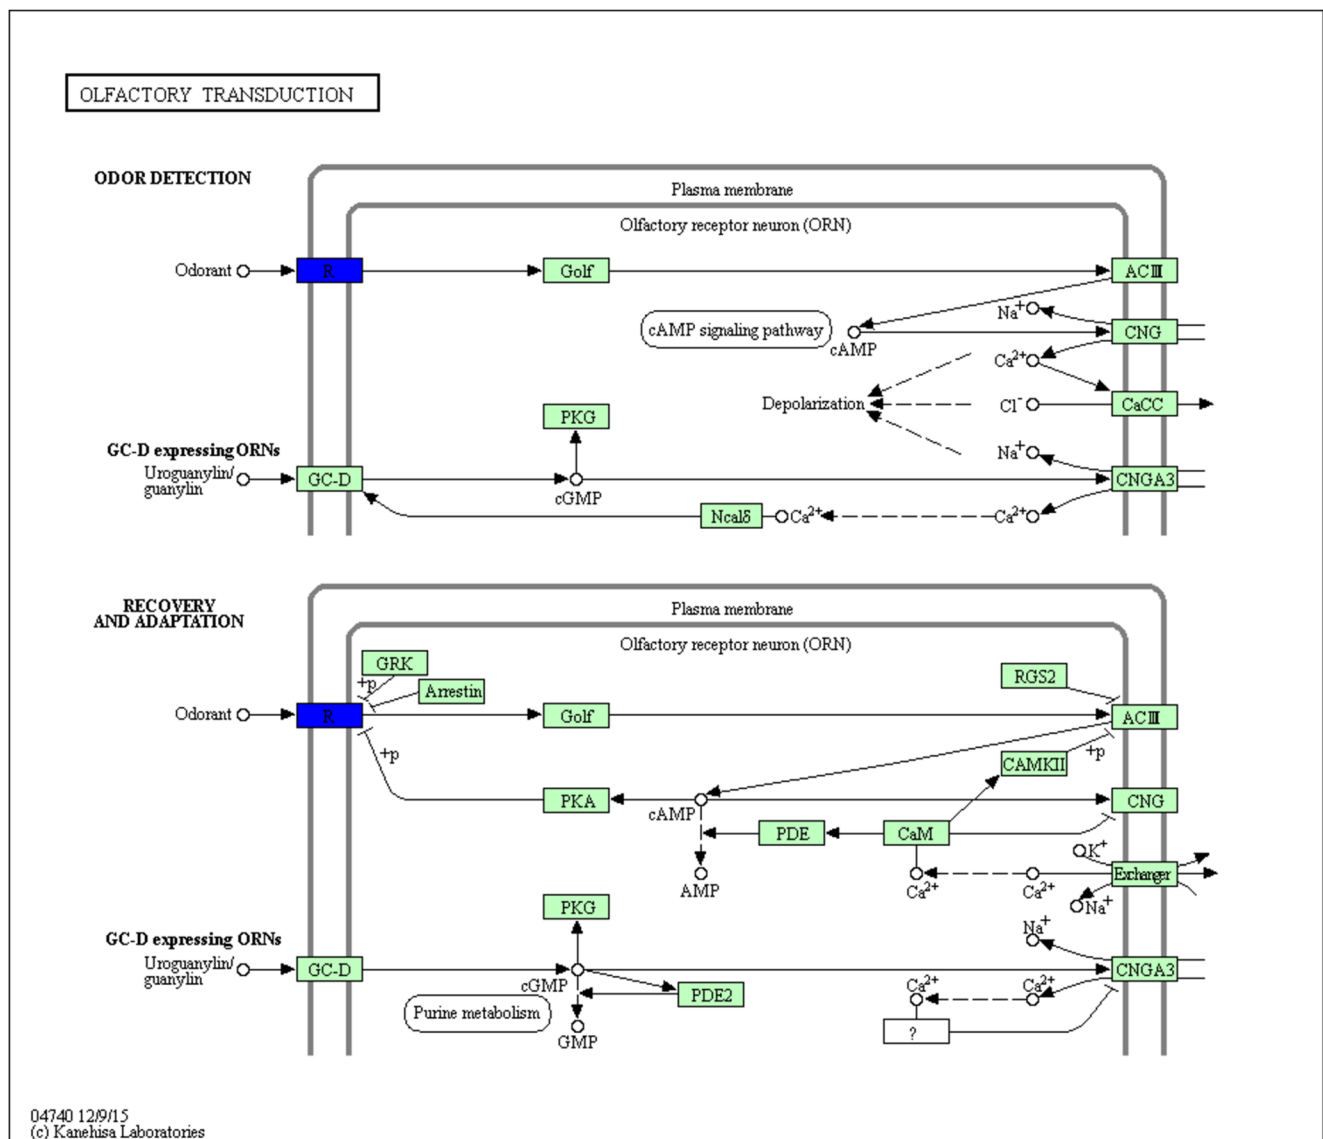 OLFACTORY TRANSDUCTION
ODOR DETECTION
Plasma membrane
Olfactory receptor neuron (ORN)
Odorant
R
Golf
ACIII
Na+
cAMP signaling pathway
cAMP
CNG
Ca2+
Depolarization
Cl-
CaCC
PKG
GC-D expressing ORNs
Uroguanylin/
guanylin
GC-D
cGMP
Na+
CNGA3
Ncalδ
Ca2+
Ca2+
RECOVERY
AND ADAPTATION
Plasma membrane
Olfactory receptor neuron (ORN)
GRK
+p
Arrestin
RGS2
Odorant
R
Golf
ACIII
+p
+p
CAMKII
PKA
cAMP
CNG
PDE
CaM
K+
AMP
Ca2+
Ca2+
Exchanger
Na+
PKG
GC-D expressing ORNs
Uroguanylin/
guanylin
GC-D
cGMP
Na+
CNGA3
PDE2
Ca2+
Ca2+
Purine metabolism
GMP
?
04740 12/9/15
(c) Kanehisa Laboratories